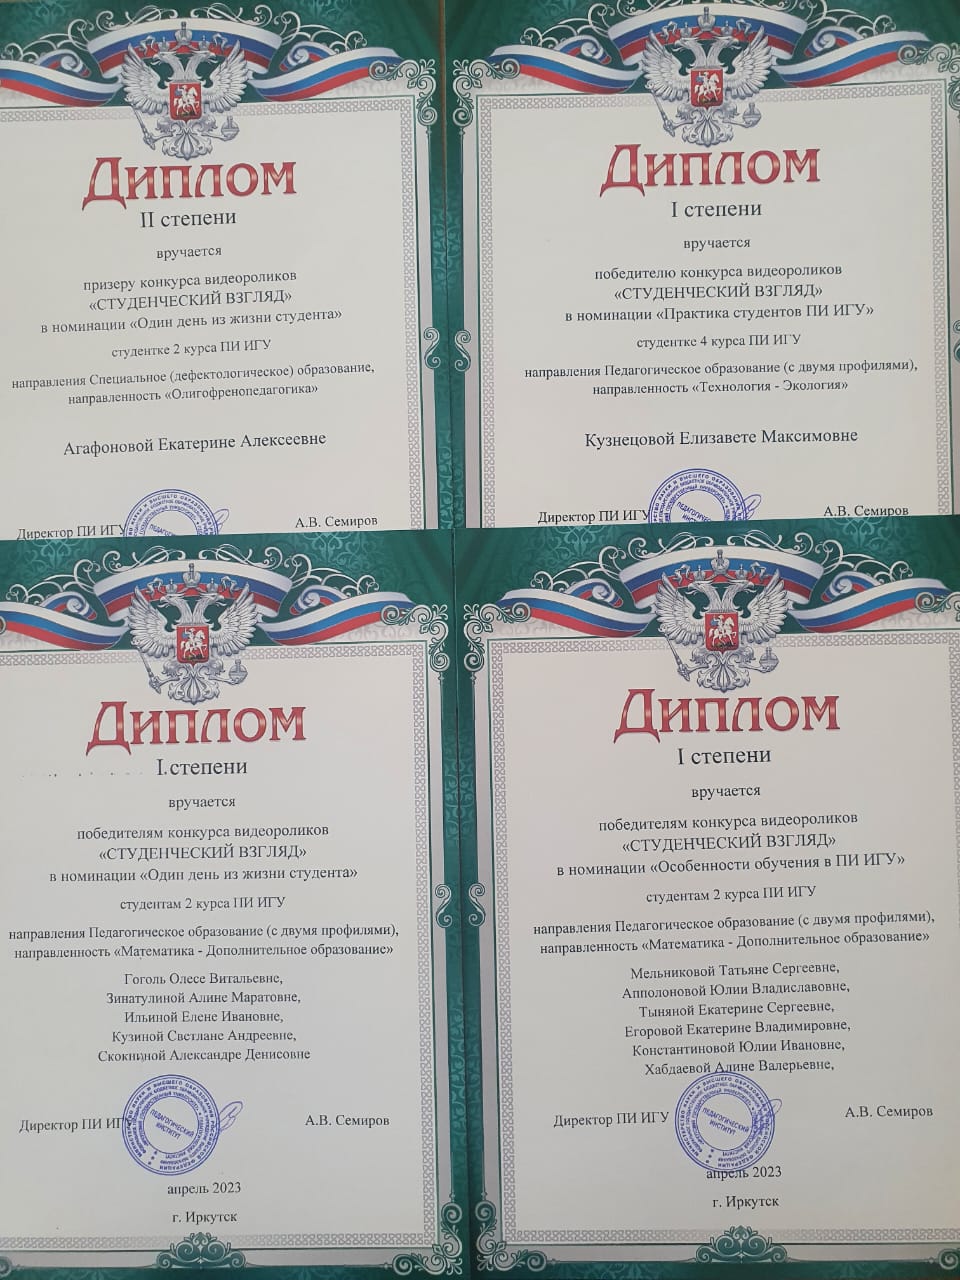 Диплом
II степени
вручается
призеру конкурса видеороликов
«СТУДЕНЧЕСКИЙ ВЗГЛЯД»
в номинации «Один день из жизни студента»
студентке 2 курса ПИ ИГУ
направления Специальное (дефектологическое) образование,
направленность «Олигофренопедагогика»
Агафоновой Екатерине Алексеевне
Директор ПИ ИГУ
А.В. Семиров
Диплом
I степени
вручается
победителю конкурса видеороликов
«СТУДЕНЧЕСКИЙ ВЗГЛЯД»
в номинации «Практика студентов ПИ ИГУ»
студентке 4 курса ПИ ИГУ
направления Педагогическое образование (с двумя профилями),
направленность «Технология - Экология»
Кузнецовой Елизавете Максимовне
Директор ПИ ИГУ
А.В. Семиров
Диплом
I степени
вручается
победителям конкурса видеороликов
«СТУДЕНЧЕСКИЙ ВЗГЛЯД»
в номинации «Один день из жизни студента»
студентам 2 курса ПИ ИГУ
направления Педагогическое образование (с двумя профилями),
направленность «Математика - Дополнительное образование»
Гоголь Олесе Витальевне,
Зинатулиной Алине Маратовне,
Ильиной Елене Ивановне,
Кузиной Светлане Андреевне,
Скокниной Александре Денисовне
Директор ПИ ИГУ
ПЕДАГОГИЧЕСКИЙ
ИНСТИТУТ
А.В. Семиров
апрель 2023
г. Иркутск
Диплом
I степени
вручается
победителям конкурса видеороликов
«СТУДЕНЧЕСКИЙ ВЗГЛЯД»
в номинации «Особенности обучения в ПИ ИГУ»
студентам 2 курса ПИ ИГУ
направления Педагогическое образование (с двумя профилями),
направленность «Математика - Дополнительное образование»
Мельниковой Татьяне Сергеевне,
Апполоновой Юлии Владиславовне,
Тыняной Екатерине Сергеевне,
Егоровой Екатерине Владимировне,
Константиновой Юлии Ивановне,
Хабдаевой Алине Валерьевне,
Директор ПИ ИГУ
ПЕДАГОГИЧЕСКИЙ
ИНСТИТУТ
А.В. Семиров
апрель 2023
г. Иркутск